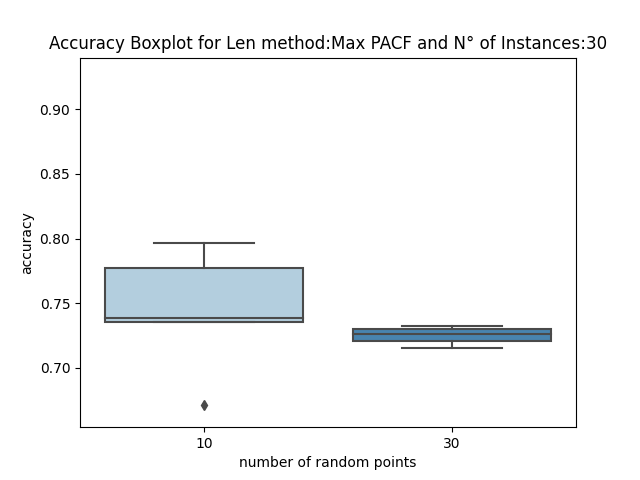 Accuracy Boxplot for Len method:Max PACF and N° of Instances:30
0.90
0.85
0.80
0.75
0.70
accuracy
10
30
number of random points